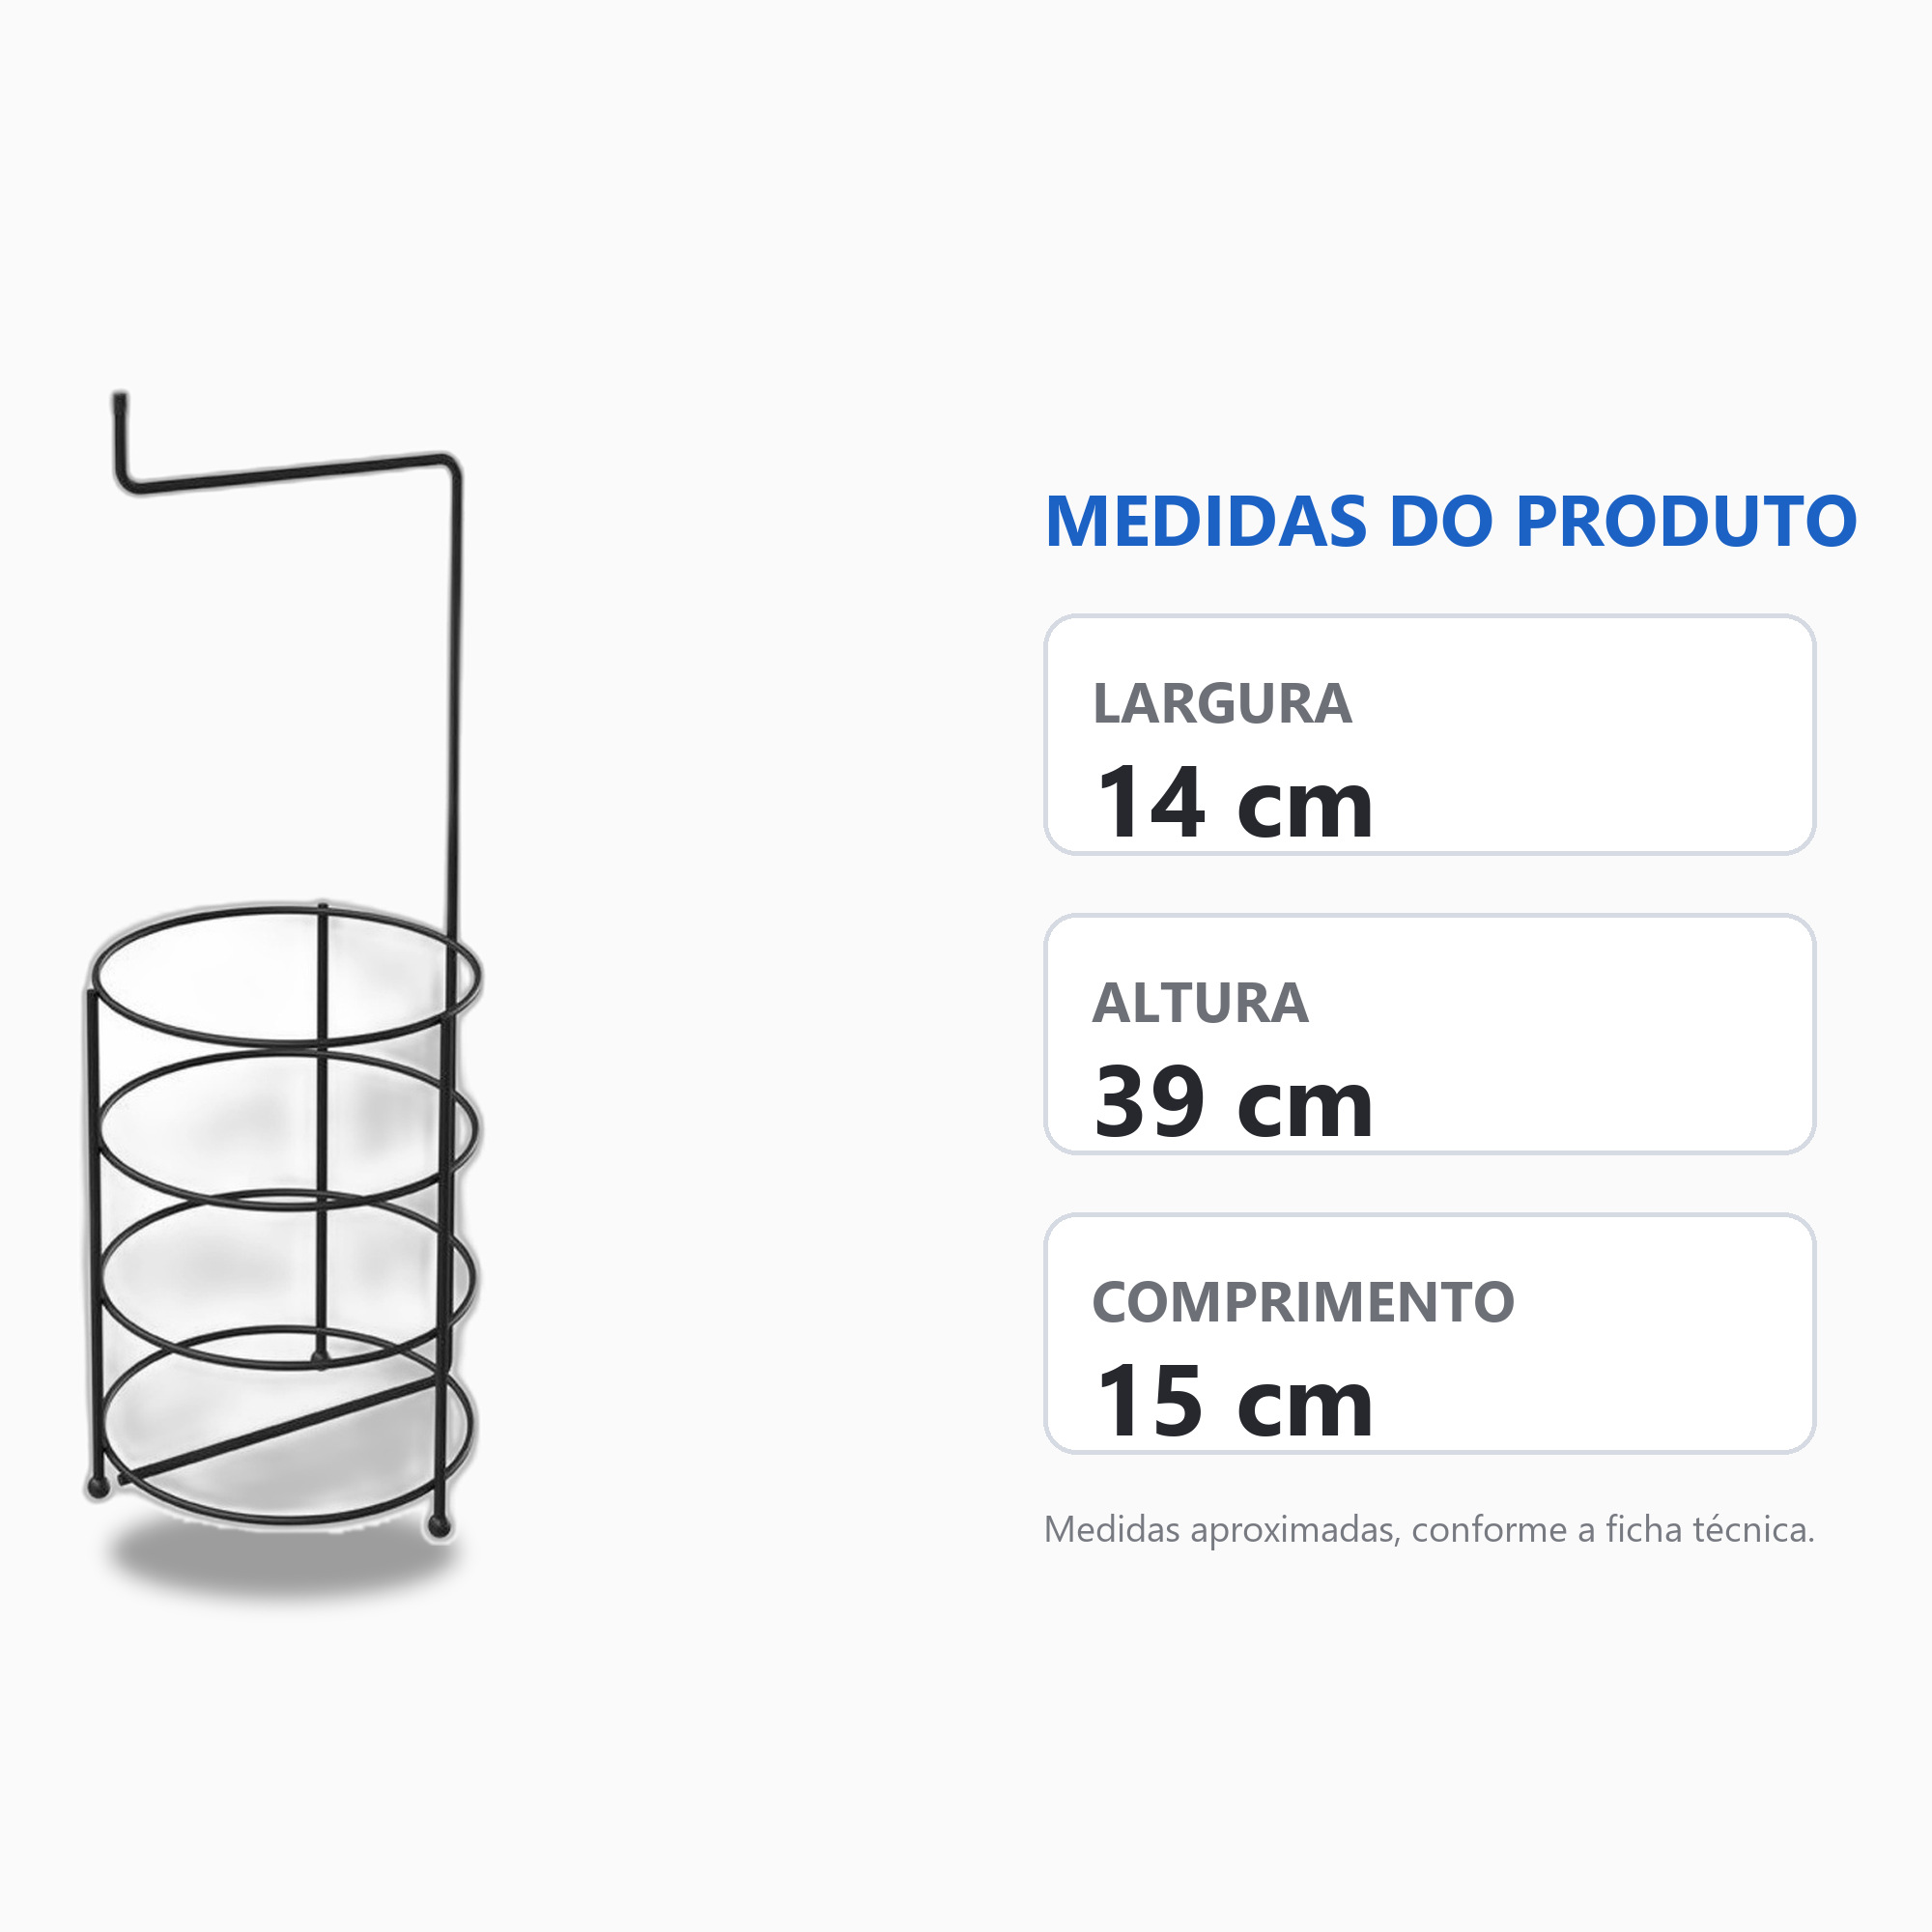 MEDIDAS DO PRODUTO
LARGURA
14 cm
ALTURA
39 cm
COMPRIMENTO
15 cm
Medidas aproximadas, conforme a ficha técnica.